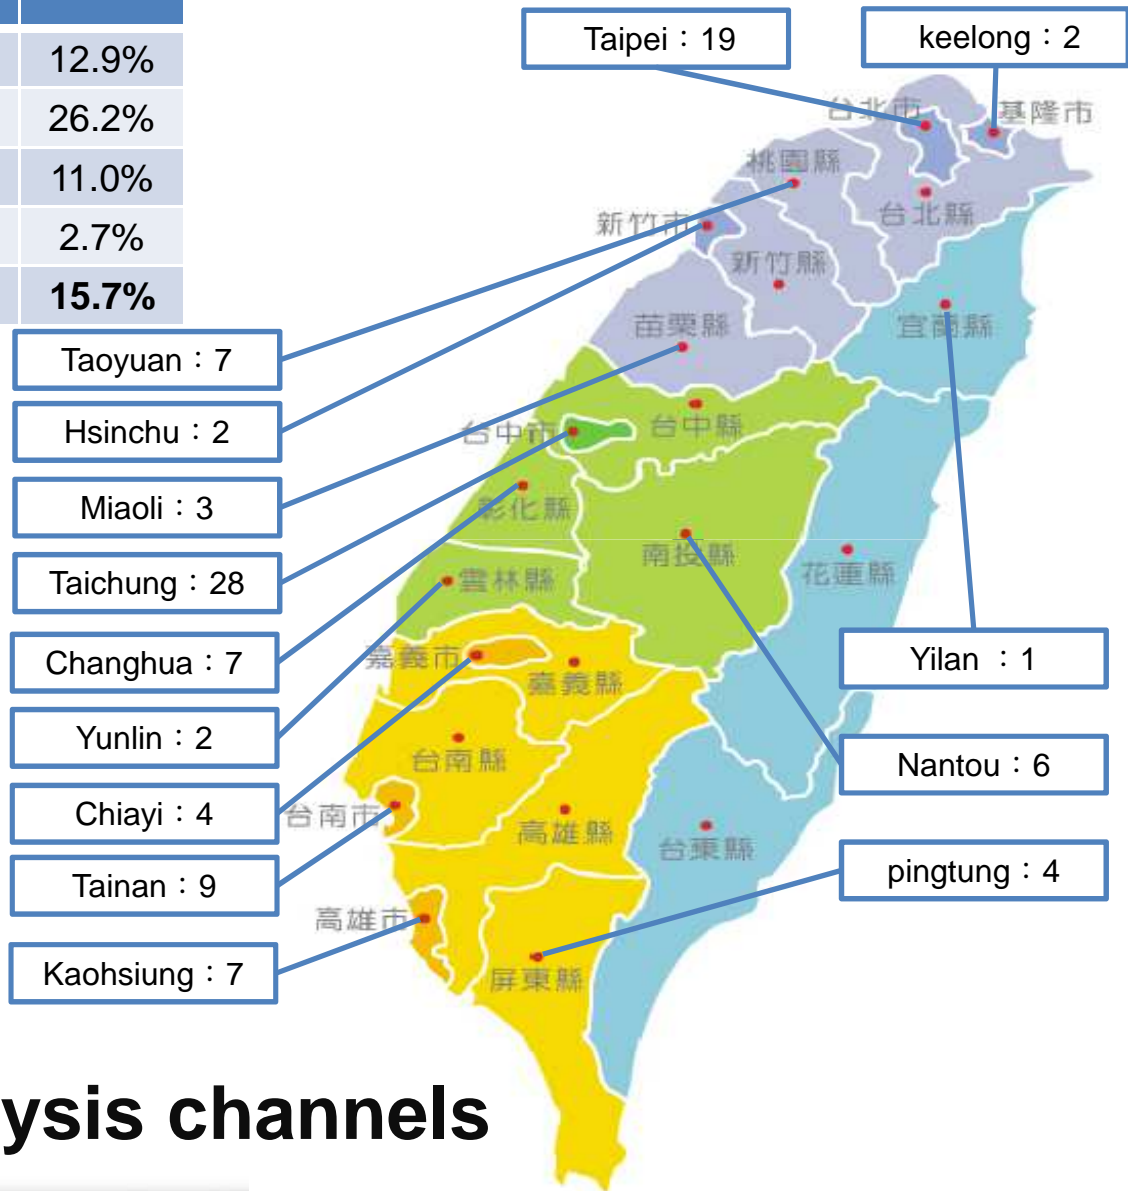 12.9%
26.2%
11.0%
2.7%
15.7%
Taipei：19
keelong：2
台北市
基隆市
桃園縣
台北縣
新竹市
新竹縣
苗栗縣
宜蘭縣
Taoyuan：7
Hsinchu：2
台中市
台中縣
Miaoli：3
彰化縣
南投縣
花蓮縣
Taichung：28
雲林縣
Changhua：7
嘉義市
嘉義縣
Yilan ：1
Yunlin：2
台南縣
Nantou：6
Chiayi：4
台南市
高雄縣
台東縣
Tainan：9
pingtung：4
高雄市
Kaohsiung：7
屏東縣
ysis channels